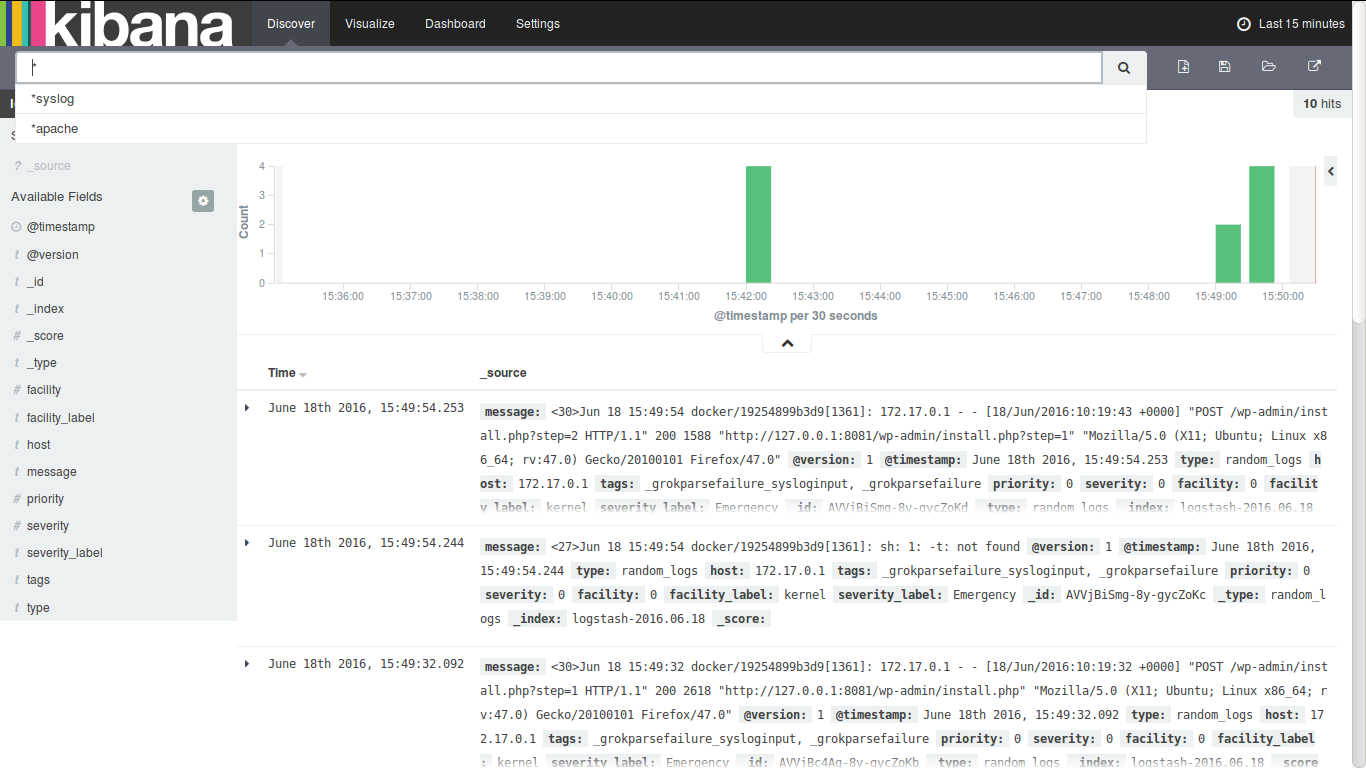 kibana Discover Visualize Dashboard Settings Last 15 minutes
*
*syslog
*apache
10 hits
? _source
Available Fields
@timestamp
t @version
t _id
t _index
# _score
t _type
# facility
t facility_label
t host
t message
# priority
# severity
t severity_label
t tags
t type
Count
4
3
2
1
0
15:36:00 15:37:00 15:38:00 15:39:00 15:40:00 15:41:00 15:42:00 15:43:00 15:44:00 15:45:00 15:46:00 15:47:00 15:48:00 15:49:00 15:50:00
@timestamp per 30 seconds
Time _source
June 18th 2016, 15:49:54.253 message: <30>Jun 18 15:49:54 docker/19254899b3d9[1361]: 172.17.0.1 - - [18/Jun/2016:10:19:43 +0000] "POST /wp-admin/inst
all.php?step=2 HTTP/1.1" 200 1588 "http://127.0.0.1:8081/wp-admin/install.php?step=1" "Mozilla/5.0 (X11; Ubuntu; Linux x8
6_64; rv:47.0) Gecko/20100101 Firefox/47.0" @version: 1 @timestamp: June 18th 2016, 15:49:54.253 type: random_logs h
ost: 172.17.0.1 tags: _grokparsefailure_sysloginput, _grokparsefailure priority: 0 severity: 0 facility: 0 facilit
y_label: kernel severity_label: Emergency _id: AVVjBiSmg-8y-gycZoKd _type: random_logs _index: logstash-2016.06.18
June 18th 2016, 15:49:54.244 message: <27>Jun 18 15:49:54 docker/19254899b3d9[1361]: sh: 1: -t: not found @version: 1 @timestamp: June 18th 2016,
15:49:54.244 type: random_logs host: 172.17.0.1 tags: _grokparsefailure_sysloginput, _grokparsefailure priority: 0
severity: 0 facility: 0 facility_label: kernel severity_label: Emergency _id: AVVjBiSmg-8y-gycZoKc _type: random_l
ogs _index: logstash-2016.06.18 _score:
June 18th 2016, 15:49:32.092 message: <30>Jun 18 15:49:32 docker/19254899b3d9[1361]: 172.17.0.1 - - [18/Jun/2016:10:19:32 +0000] "POST /wp-admin/inst
all.php?step=1 HTTP/1.1" 200 2618 "http://127.0.0.1:8081/wp-admin/install.php" "Mozilla/5.0 (X11; Ubuntu; Linux x86_64; r
v:47.0) Gecko/20100101 Firefox/47.0" @version: 1 @timestamp: June 18th 2016, 15:49:32.092 type: random_logs host: 17
2.17.0.1 tags: _grokparsefailure_sysloginput, _grokparsefailure priority: 0 severity: 0 facility: 0 facility_label
: kernel severity_label: Emergency _id: AVVjBc4Ag-8y-gycZoKb _type: random_logs _index: logstash-2016.06.18 _score